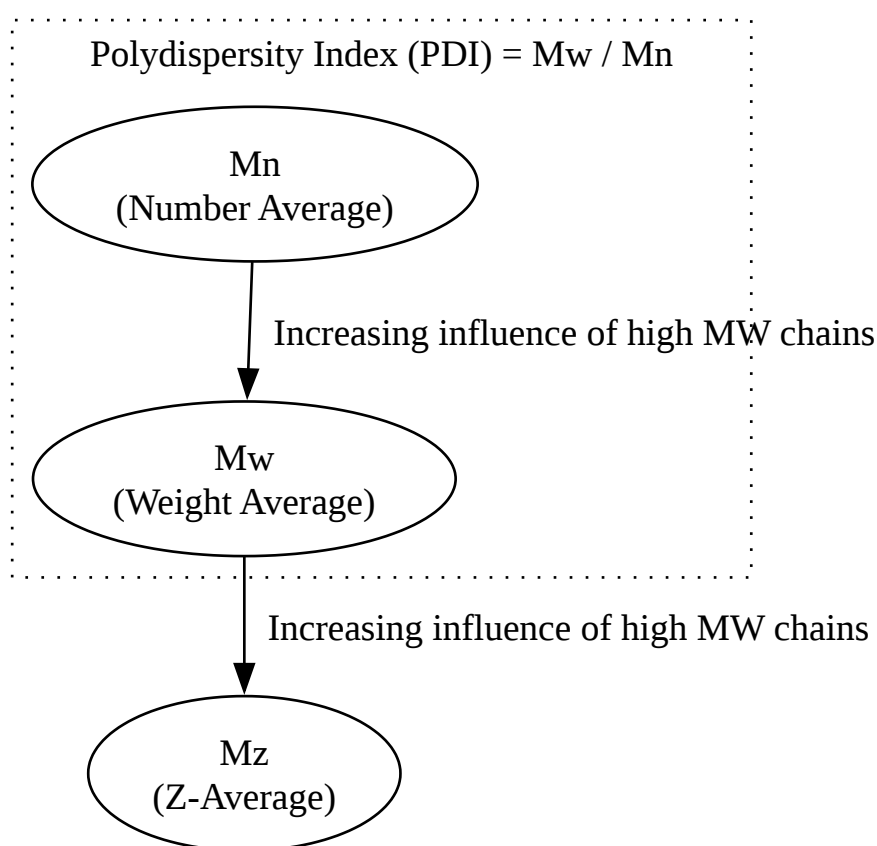 Polydispersity Index (PDI) = Mw / Mn
Mn
(Number Average)
Increasing influence of high MW chains
Mw
(Weight Average)
Increasing influence of high MW chains
Mz
(Z-Average)